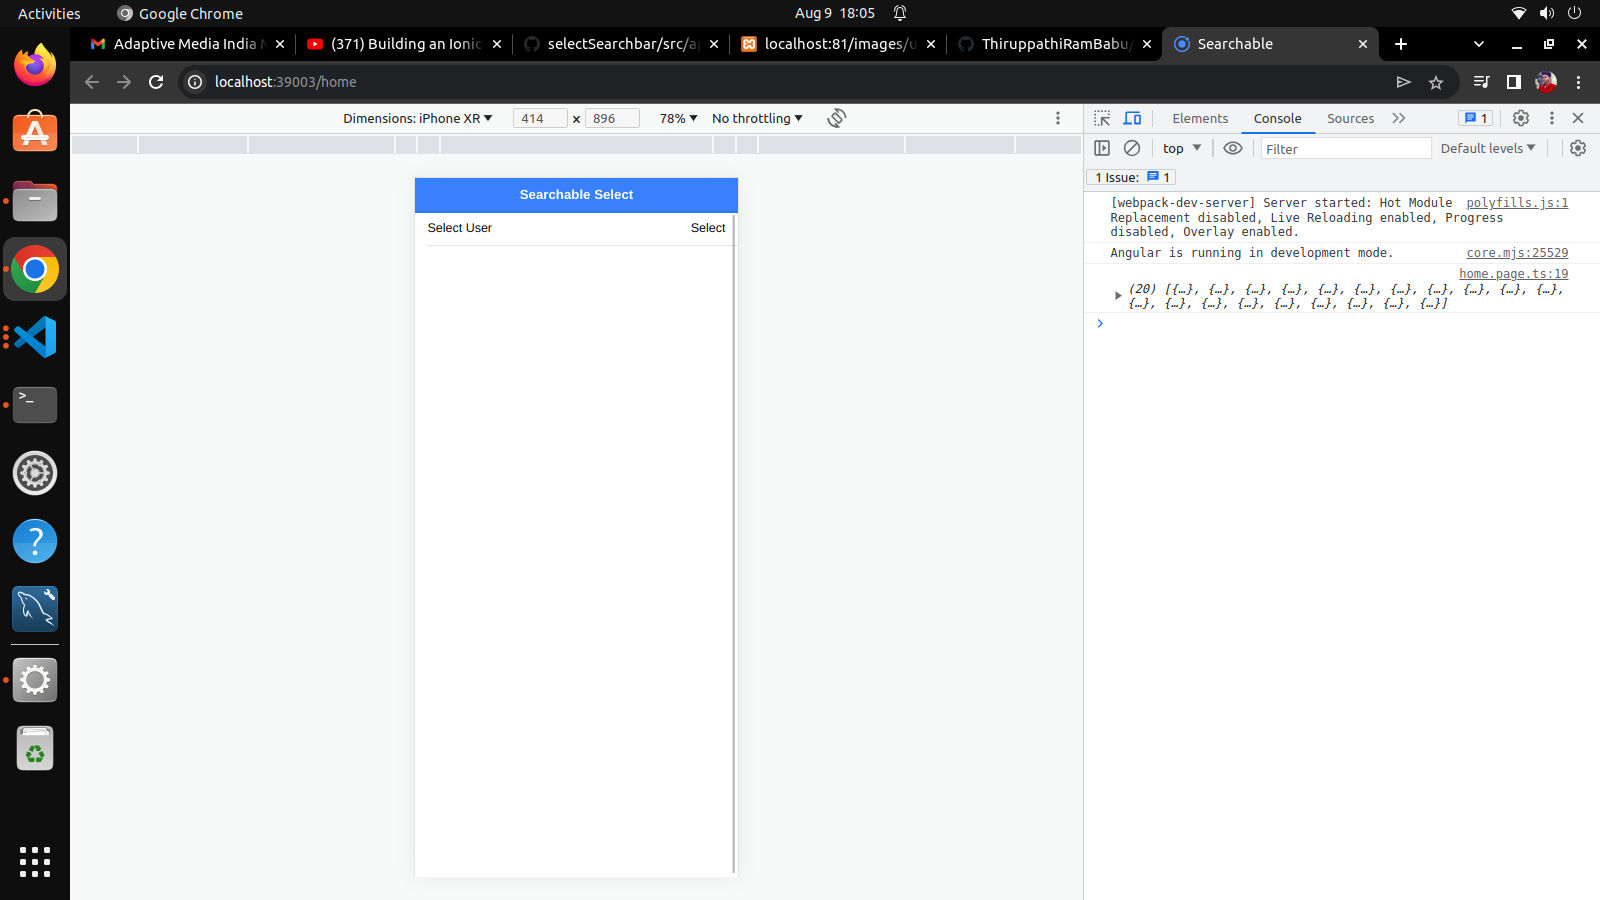 Activities
Google Chrome
Aug 9 18:05
Adaptive Media India
(371) Building an Ionic
selectSearchbar/src/a
localhost:81/images/u
ThiruppathiRamBabu/
Searchable
localhost:39003/home
Dimensions: iPhone XR
414
×
896
78%
No throttling
Elements
Console
Sources
1
top
Filter
Default levels
1 Issue:
1
Searchable Select
Select User
Select
[webpack-dev-server] Server started: Hot Module polyfills.js:1
Replacement disabled, Live Reloading enabled, Progress
disabled, Overlay enabled.
Angular is running in development mode. core.mjs:25529
home.page.ts:19
(20) [{…}, {…}, {…}, {…}, {…}, {…}, {…}, {…}, {…}, {…}, {…},
{…}, {…}, {…}, {…}, {…}, {…}, {…}, {…}, {…}]